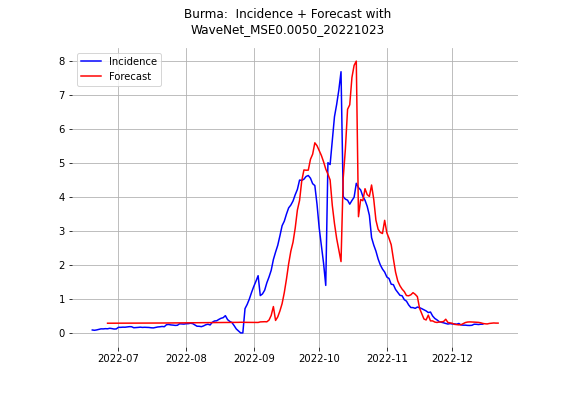 Burma:  Incidence + Forecast with
WaveNet_MSE0.0050_20221023
Incidence
Forecast
8
7
6
5
4
3
2
1
0
2022-07 2022-08 2022-09 2022-10 2022-11 2022-12